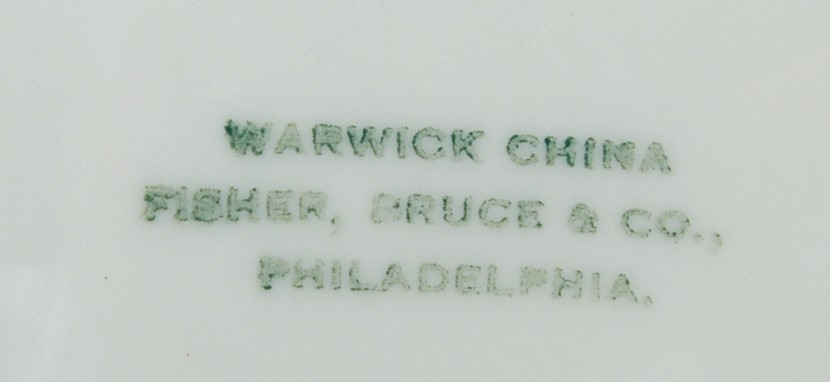 WARWICK CHINA
FISHER, BRUCE & CO.,
PHILADELPHIA.